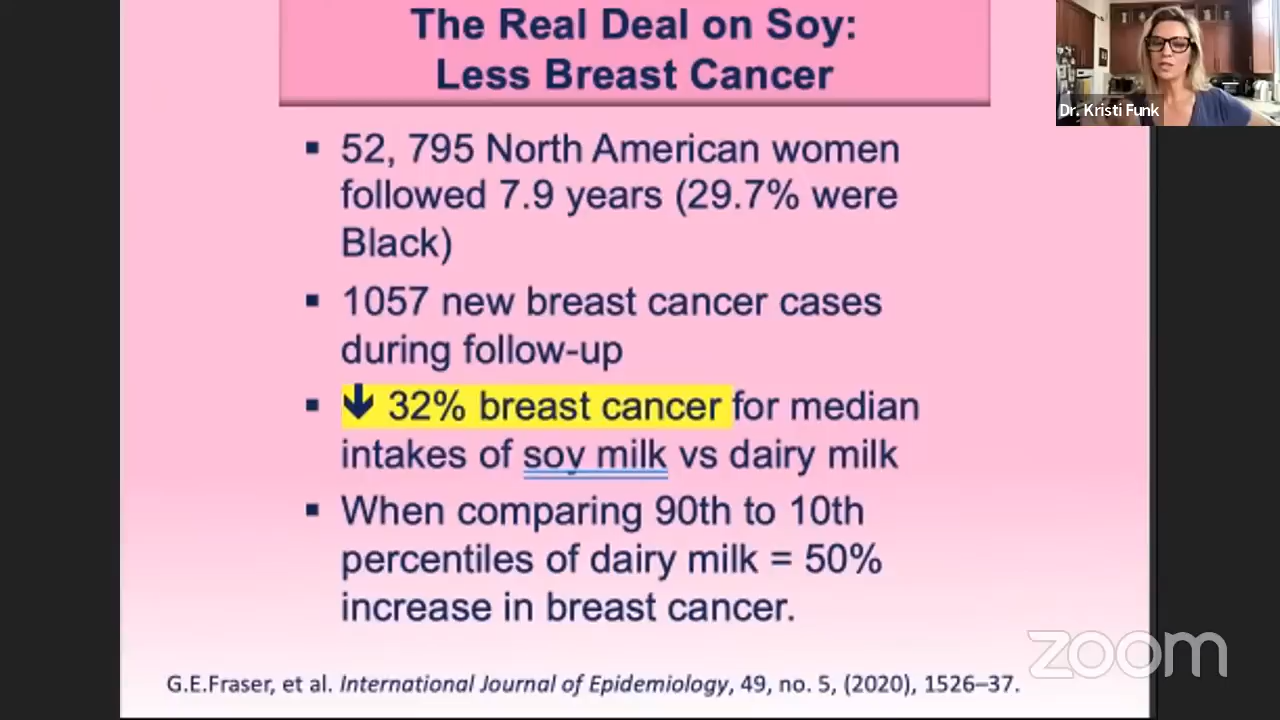 The Real Deal on Soy:
Less Breast Cancer
Dr. Kristi Funk
▪ 52, 795 North American women
followed 7.9 years (29.7% were
Black)
▪ 1057 new breast cancer cases
during follow-up
▪ ↓ 32% breast cancer for median
intakes of soy milk vs dairy milk
▪ When comparing 90th to 10th
percentiles of dairy milk = 50%
increase in breast cancer.
zoom
G.E.Fraser, et al. International Journal of Epidemiology, 49, no. 5, (2020), 1526–37.